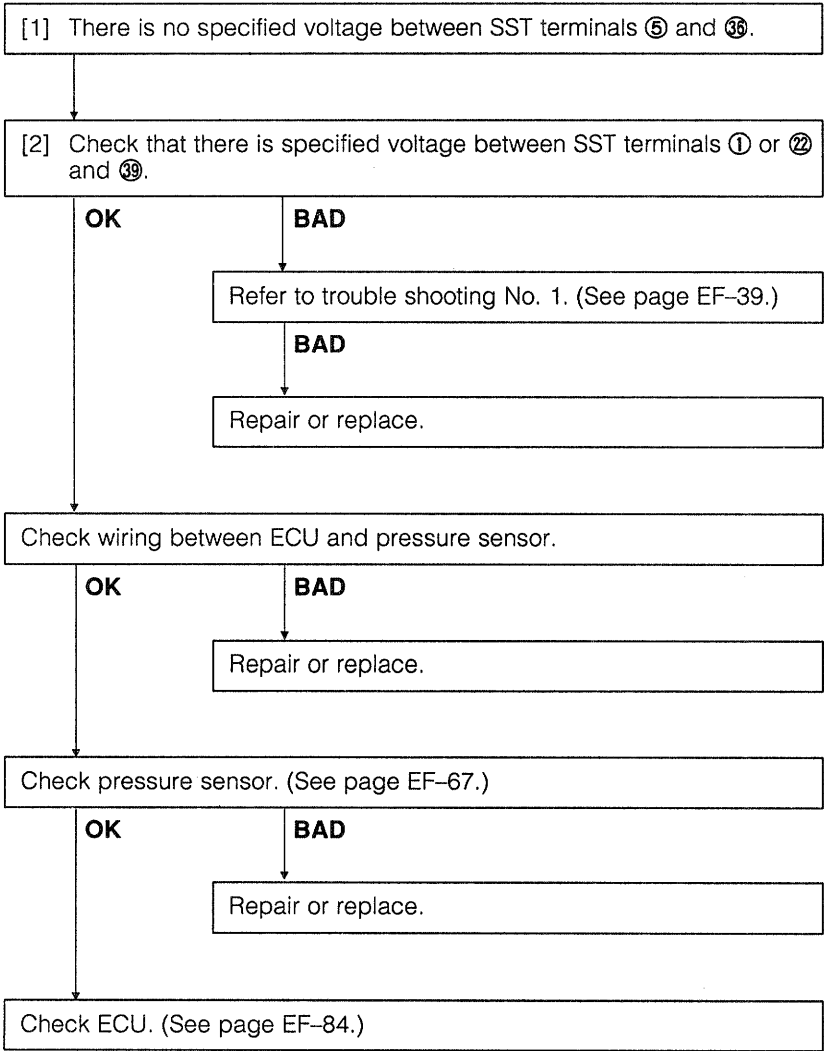 [1] There is no specified voltage between SST terminals ⑤ and ㊱.
[2] Check that there is specified voltage between SST terminals ① or ㉒
and ㊴.
OK BAD
Refer to trouble shooting No. 1. (See page EF–39.)
BAD
Repair or replace.
Check wiring between ECU and pressure sensor.
OK BAD
Repair or replace.
Check pressure sensor. (See page EF–67.)
OK BAD
Repair or replace.
Check ECU. (See page EF–84.)